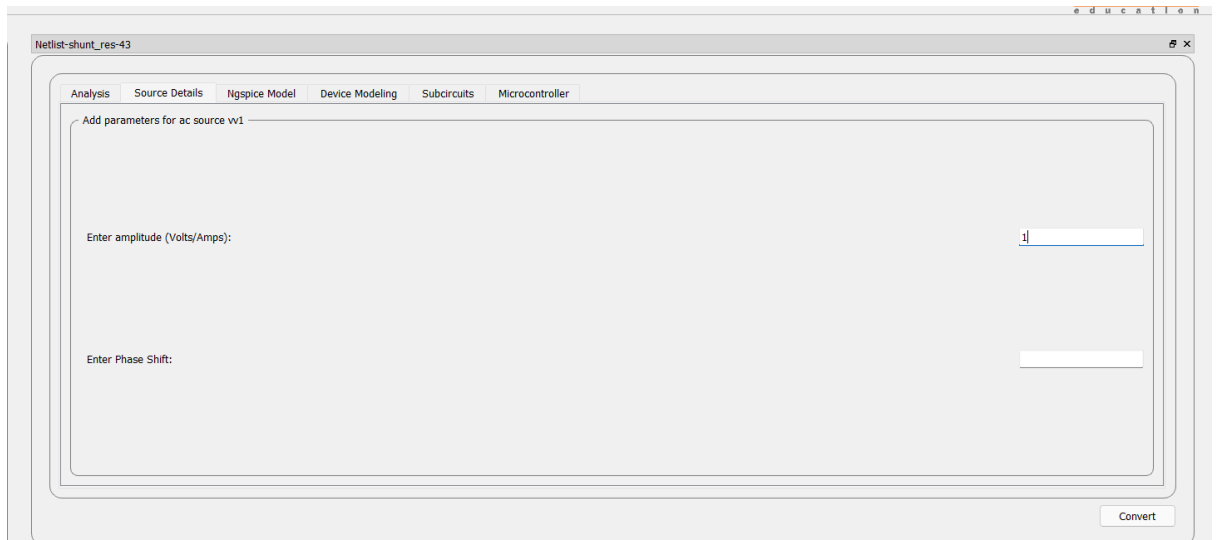 education
Netlist-shunt_res-43
Analysis Source Details Ngspice Model Device Modeling Subcircuits Microcontroller
Add parameters for ac source vv1
Enter amplitude (Volts/Amps): 1
Enter Phase Shift:
Convert